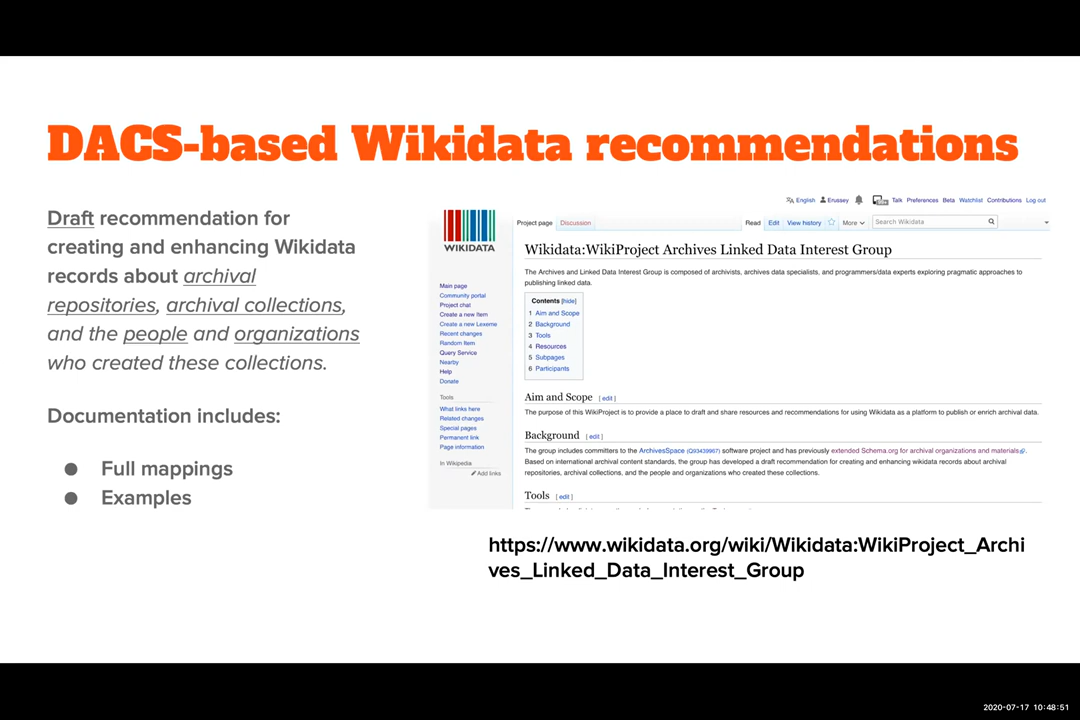 DACS-based Wikidata recommendations
Draft recommendation for
creating and enhancing Wikidata
records about archival
repositories, archival collections,
and the people and organizations
who created these collections.
Documentation includes:
● Full mappings
● Examples
English Erussey Talk Preferences Beta Watchlist Contributions Log out
Project page Discussion Read Edit View history More Search Wikidata
WIKIDATA
Wikidata:WikiProject Archives Linked Data Interest Group
The Archives and Linked Data Interest Group is composed of archivists, archives data specialists, and programmers/data experts exploring pragmatic approaches to
publishing linked data.
Main page
Community portal
Project chat
Create a new item
Create a new Lexeme
Recent changes
Random item
Query Service
Nearby
Help
Donate
Tools
What links here
Related changes
Special pages
Permanent link
Page information
In Wikipedia
Add links
Contents [hide]
1 Aim and Scope
2 Background
3 Tools
4 Resources
5 Subpages
6 Participants
Aim and Scope [ edit ]
The purpose of this WikiProject is to provide a place to draft and share resources and recommendations for using Wikidata as a platform to publish or enrich archival data.
Background [ edit ]
The group includes committers to the ArchivesSpace (Q93439967) software project and has previously extended Schema.org for archival organizations and materials.
Based on international archival content standards, the group has developed a draft recommendation for creating and enhancing wikidata records about archival
repositories, archival collections, and the people and organizations who created these collections.
Tools [ edit ]
https://www.wikidata.org/wiki/Wikidata:WikiProject_Archi
ves_Linked_Data_Interest_Group
2020-07-17 10:48:51